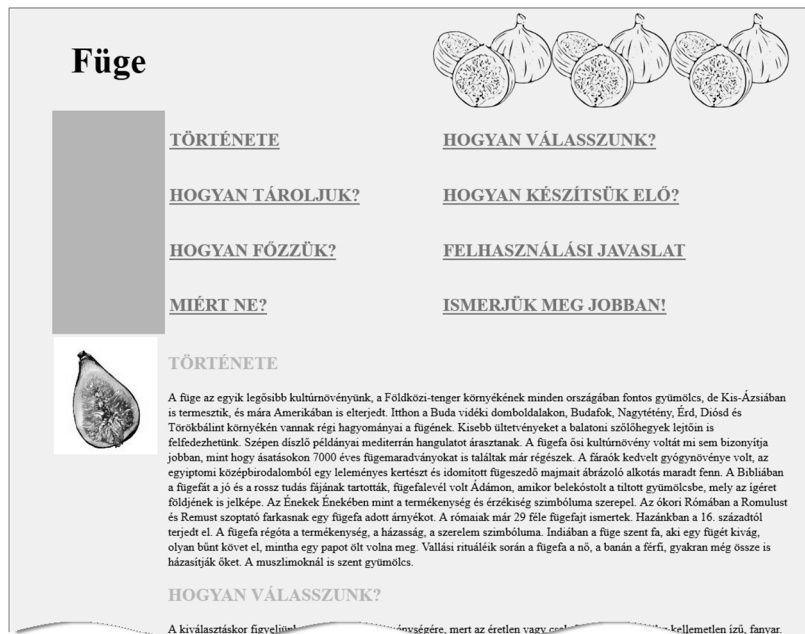 Füge
TÖRTÉNETE HOGYAN VÁLASSZUNK?
HOGYAN TÁROLJUK? HOGYAN KÉSZÍTSÜK ELŐ?
HOGYAN FŐZZÜK? FELHASZNÁLÁSI JAVASLAT
MIÉRT NE? ISMERJÜK MEG JOBBAN!
TÖRTÉNETE
A füge az egyik legősibb kultúrnövényünk, a Földközi-tenger környékének minden országában fontos gyümölcs, de Kis-Ázsiában
is termesztik, és mára Amerikában is elterjedt. Itthon a Buda vidéki domboldalakon, Budafok, Nagytétény, Érd, Diósd és
Törökbálint környékén vannak régi hagyományai a fügének. Kisebb ültetvényeket a balatoni szőlőhegyek lejtőin is
felfedezhetünk. Szépen díszlő példányai mediterrán hangulatot árasztanak. A fügefa ősi kultúrnövény voltát mi sem bizonyítja
jobban, mint hogy ásatásokon 7000 éves fügemaradványokat is találtak már régészek. A fáraók kedvelt gyógynövénye volt, az
egyiptomi középbirodalomból egy leleményes kertészt és idomított fügeszedő majmait ábrázoló alkotás maradt fenn. A Bibliában
a fügefát a jó és a rossz tudás fájának tartották, fügefalevél volt Ádámon, amikor belekóstolt a tiltott gyümölcsbe, mely az ígéret
földjének is jelképe. Az Énekek Énekében mint a termékenység és érzékiség szimbóluma szerepel. Az ókori Rómában a Romulust
és Remust szoptató farkasnak egy fügefa adott árnyékot. A rómaiak már 29 féle fügefajt ismertek. Hazánkban a 16. századtól
terjedt el. A fügefa régóta a termékenység, a házasság, a szerelem szimbóluma. Indiában a füge szent fa, aki egy fügét kivág,
olyan bűnt követ el, mintha egy papot ölt volna meg. Vallási rituáléik során a fügefa a nő, a banán a férfi, gyakran még össze is
házasítják őket. A muszlimoknál is szent gyümölcs.
HOGYAN VÁLASSZUNK?
A kiválasztáskor mert az éretlen vagy kellemetlen ízű, fanyar.